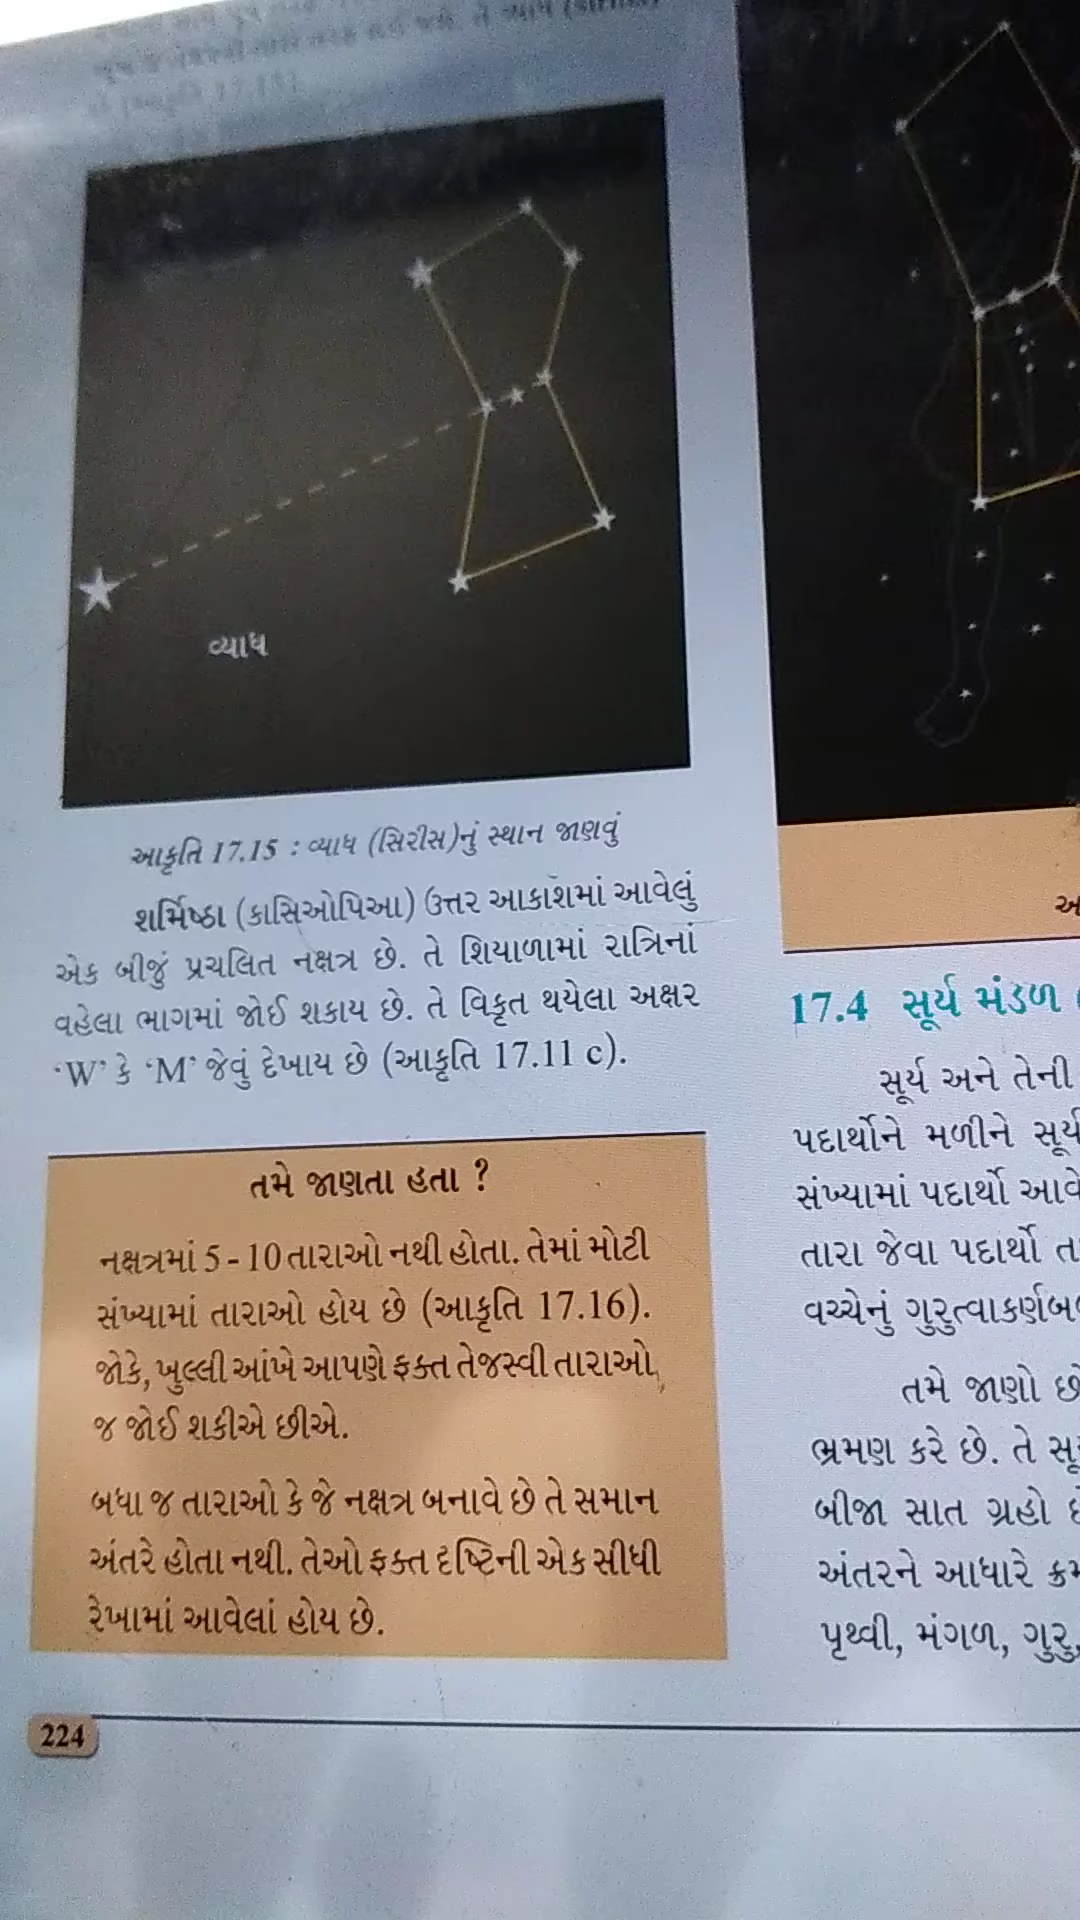 વ્યાધ
આકૃતિ 17.15 : વ્યાધ (સિરીસ)નું સ્થાન જાણવું
શર્મિષ્ઠા (કાસિઓપિઆ) ઉત્તર આકાશમાં આવેલું
એક બીજું પ્રચલિત નક્ષત્ર છે. તે શિયાળામાં રાત્રિનાં
વહેલા ભાગમાં જોઈ શકાય છે. તે વિકૃત થયેલા અક્ષર
‘W’ કે ‘M’ જેવું દેખાય છે (આકૃતિ 17.11 c).
તમે જાણતા હતા ?
નક્ષત્રમાં 5 - 10 તારાઓ નથી હોતા. તેમાં મોટી
સંખ્યામાં તારાઓ હોય છે (આકૃતિ 17.16).
જોકે, ખુલ્લી આંખે આપણે ફક્ત તેજસ્વી તારાઓ
જ જોઈ શકીએ છીએ.
બધા જ તારાઓ કે જે નક્ષત્ર બનાવે છે તે સમાન
અંતરે હોતા નથી. તેઓ ફક્ત દૃષ્ટિની એક સીધી
રેખામાં આવેલાં હોય છે.
224
17.4 સૂર્ય મંડળ
સૂર્ય અને તેની
પદાર્થોને મળીને સૂર્ય
સંખ્યામાં પદાર્થો
તારા જેવા પદાર્થો
વચ્ચેનું
તમે જાણો
ભ્રમણ કરે છે. તે
બીજા સાત ગ્રહો
અંતરને આધારે
પૃથ્વી, મંગળ, ગુરુ,